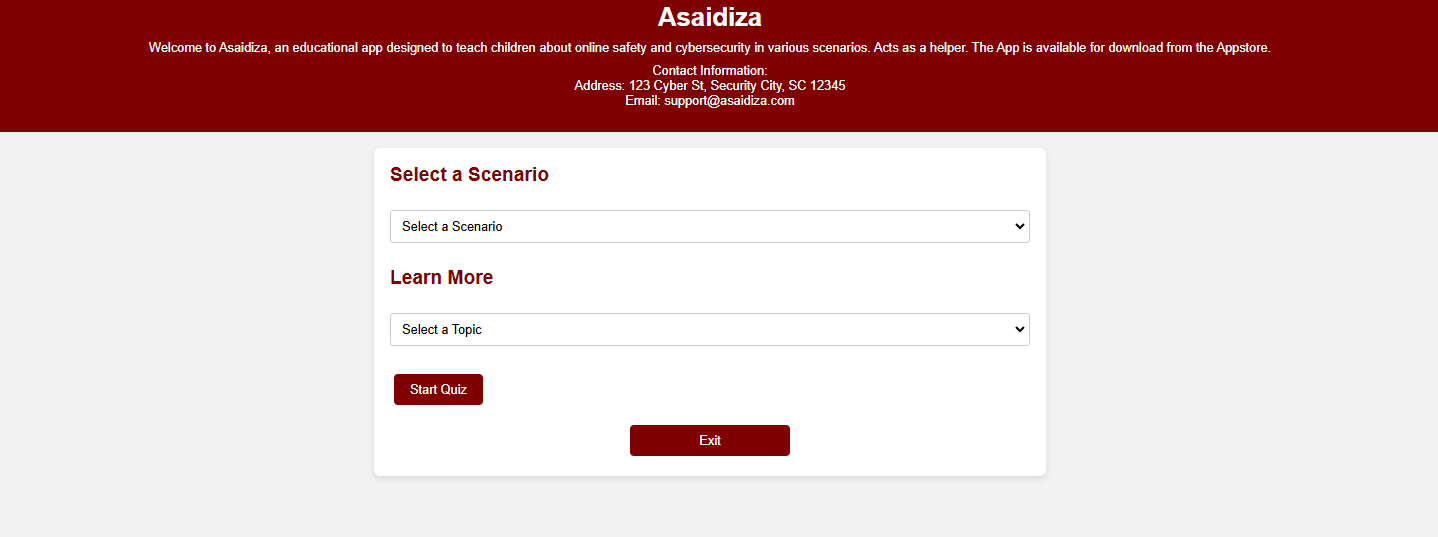 Asaidiza
Welcome to Asaidiza, an educational app designed to teach children about online safety and cybersecurity in various scenarios. Acts as a helper. The App is available for download from the Appstore.
Contact Information:
Address: 123 Cyber St, Security City, SC 12345
Email: support@asaidiza.com
Select a Scenario
Select a Scenario
Learn More
Select a Topic
Start Quiz
Exit